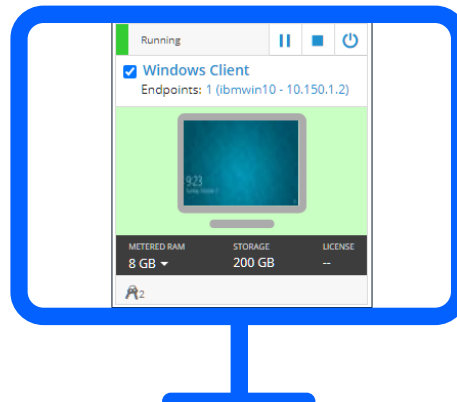 Running
Windows Client
Endpoints: 1 (ibmwin10 - 10.150.1.2)
9:23
METERED RAM STORAGE LICENSE
8 GB 200 GB --
2